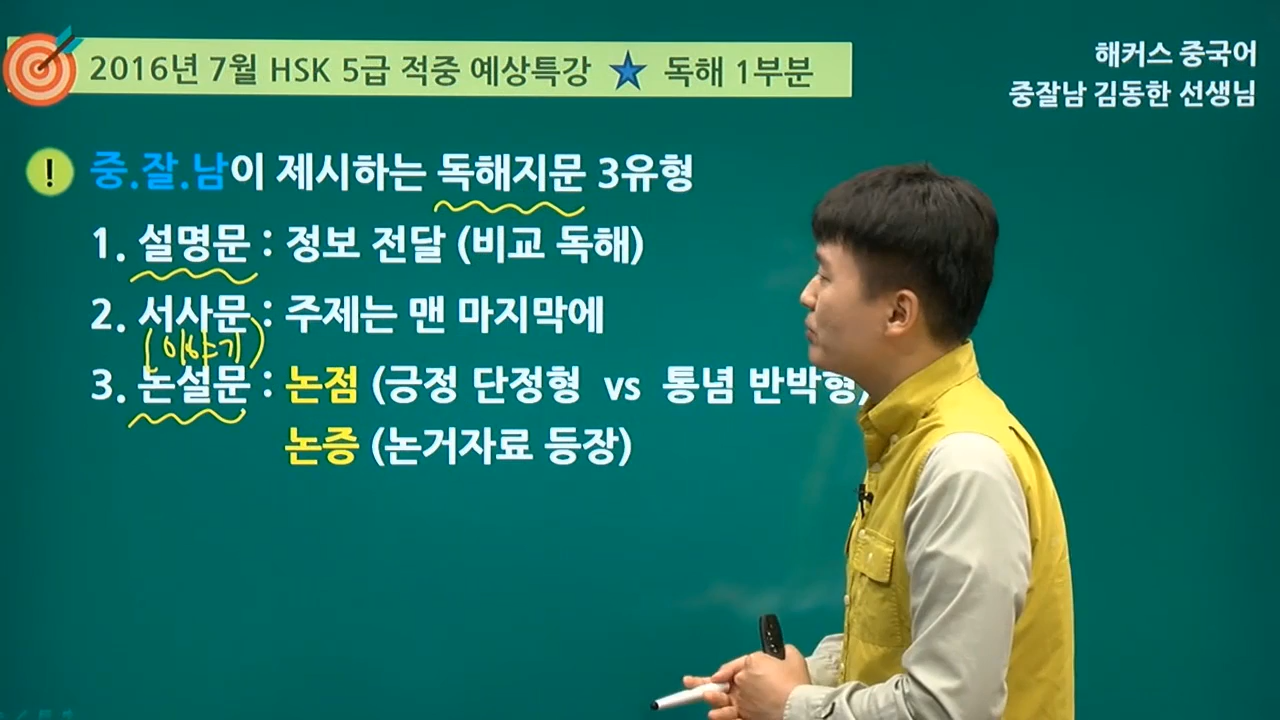 2016년 7월 HSK 5급 적중 예상특강 ★ 독해 1부분
해커스 중국어
중잘남 김동한 선생님
! 중.잘.남이 제시하는 독해지문 3유형
1. 설명문 : 정보 전달 (비교 독해)
2. 서사문 : 주제는 맨 마지막에
(이야기)
3. 논설문 : 논점 (긍정 단정형 vs 통념 반박형)
논증 (논거자료 등장)